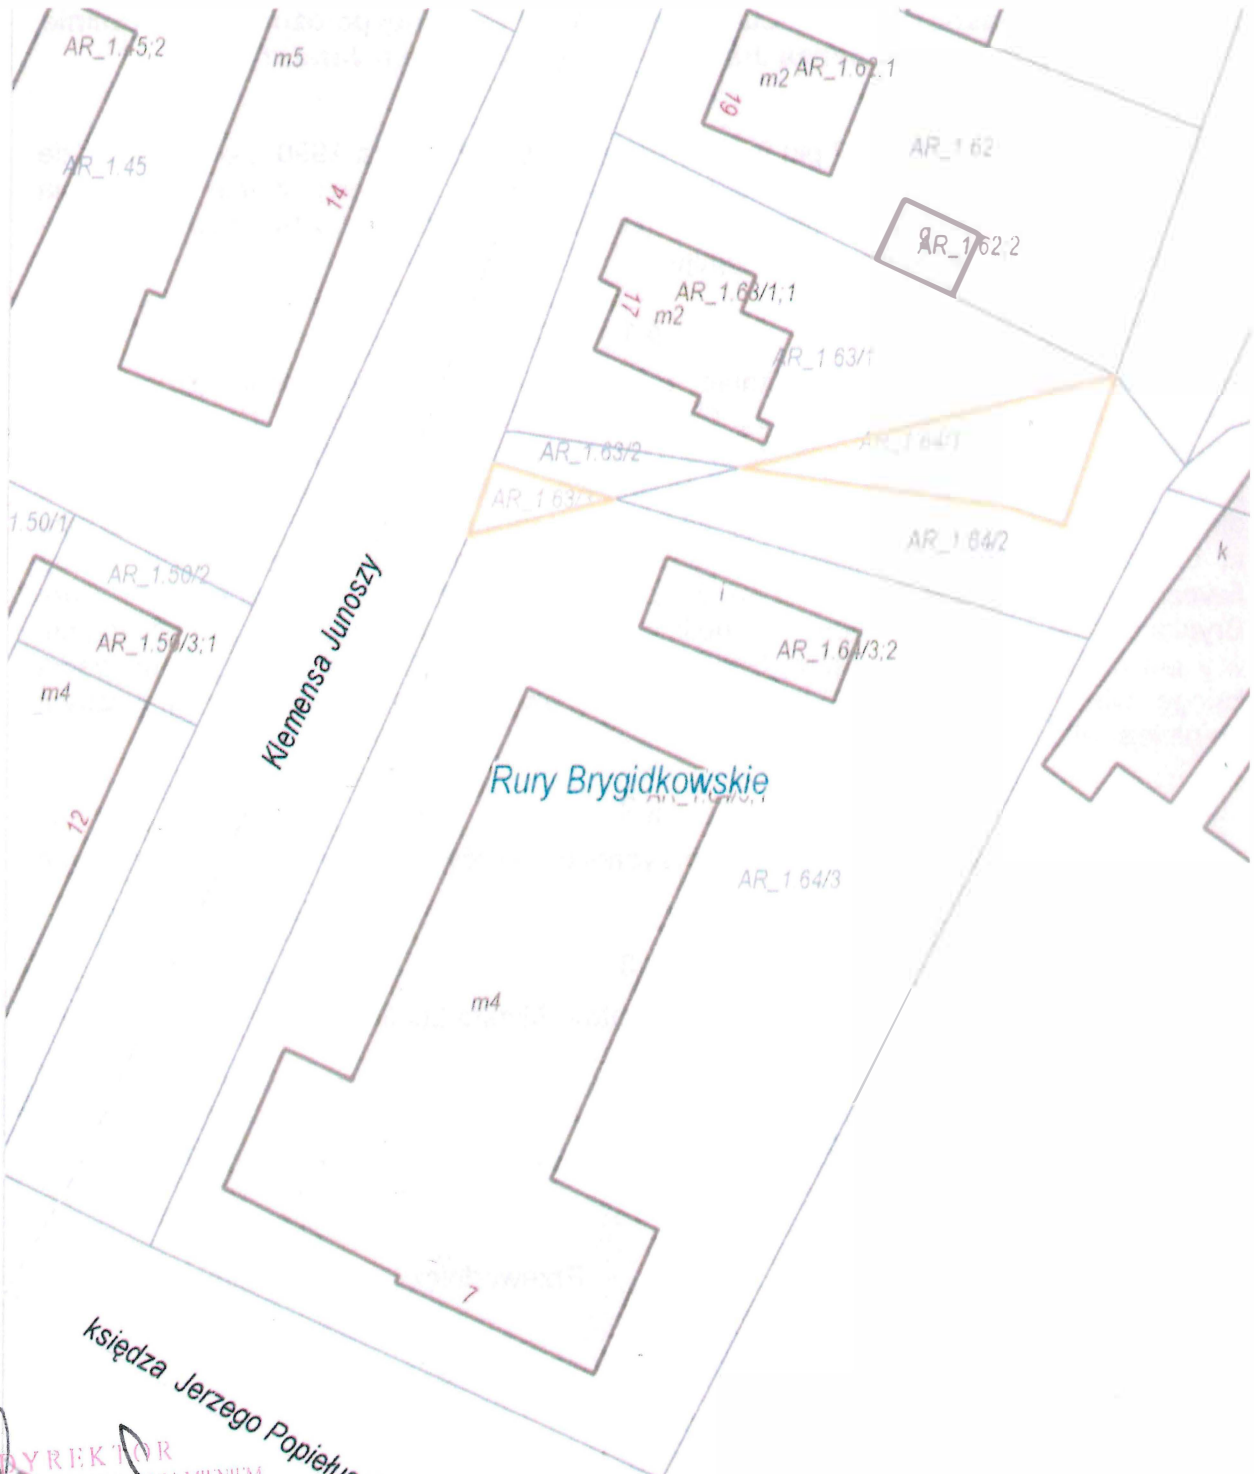 AR_1.45;2
m5
m2
AR_1.62;1
19
AR_1.45
AR_1 62
14
g
AR_1 62;2
AR_1.63/1;1
17
m2
AR_1 63/1
AR_1.63/2
AR_1 64/1
AR_1 63/3
1.50/1
AR_1 64/2
k
AR_1.50/2
i
AR_1.50/3;1
AR_1.64/3;2
m4
Klemensa Junoszy
Rury Brygidkowskie
12
AR_1 64/3
m4
7
księdza Jerzego Popiełus
DYREKTOR